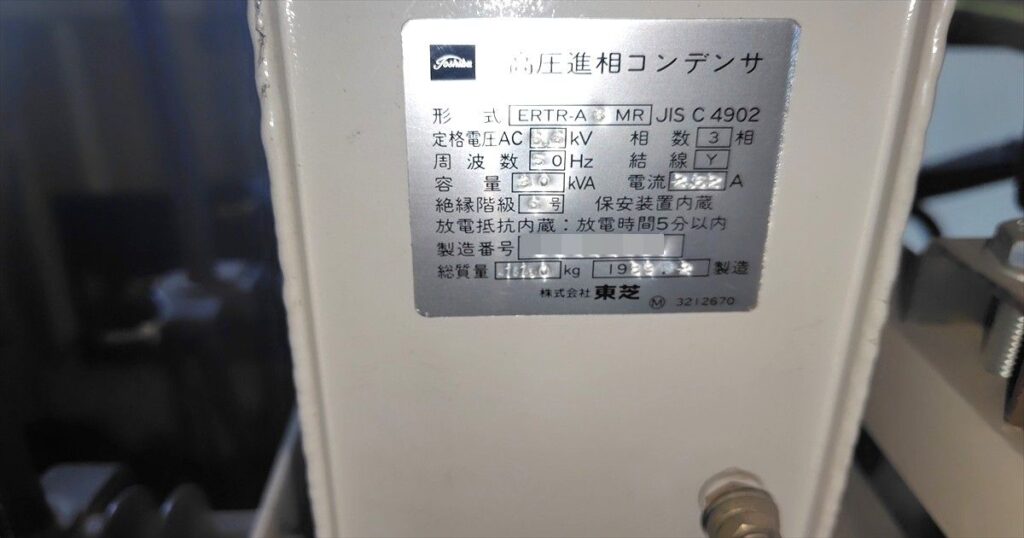 Toshiba 高圧進相コンデンサ
形式 ERTR-A MR JIS C 4902
定格電圧AC kV 相数 3 相
周波数 50 Hz 結線 Y
容量 kVA 電流 A
絶縁階級 号 保安装置内蔵
放電抵抗内蔵:放電時間5分以内
製造番号
総質量 kg 製造
株式会社 東芝 Ⓜ 3212670